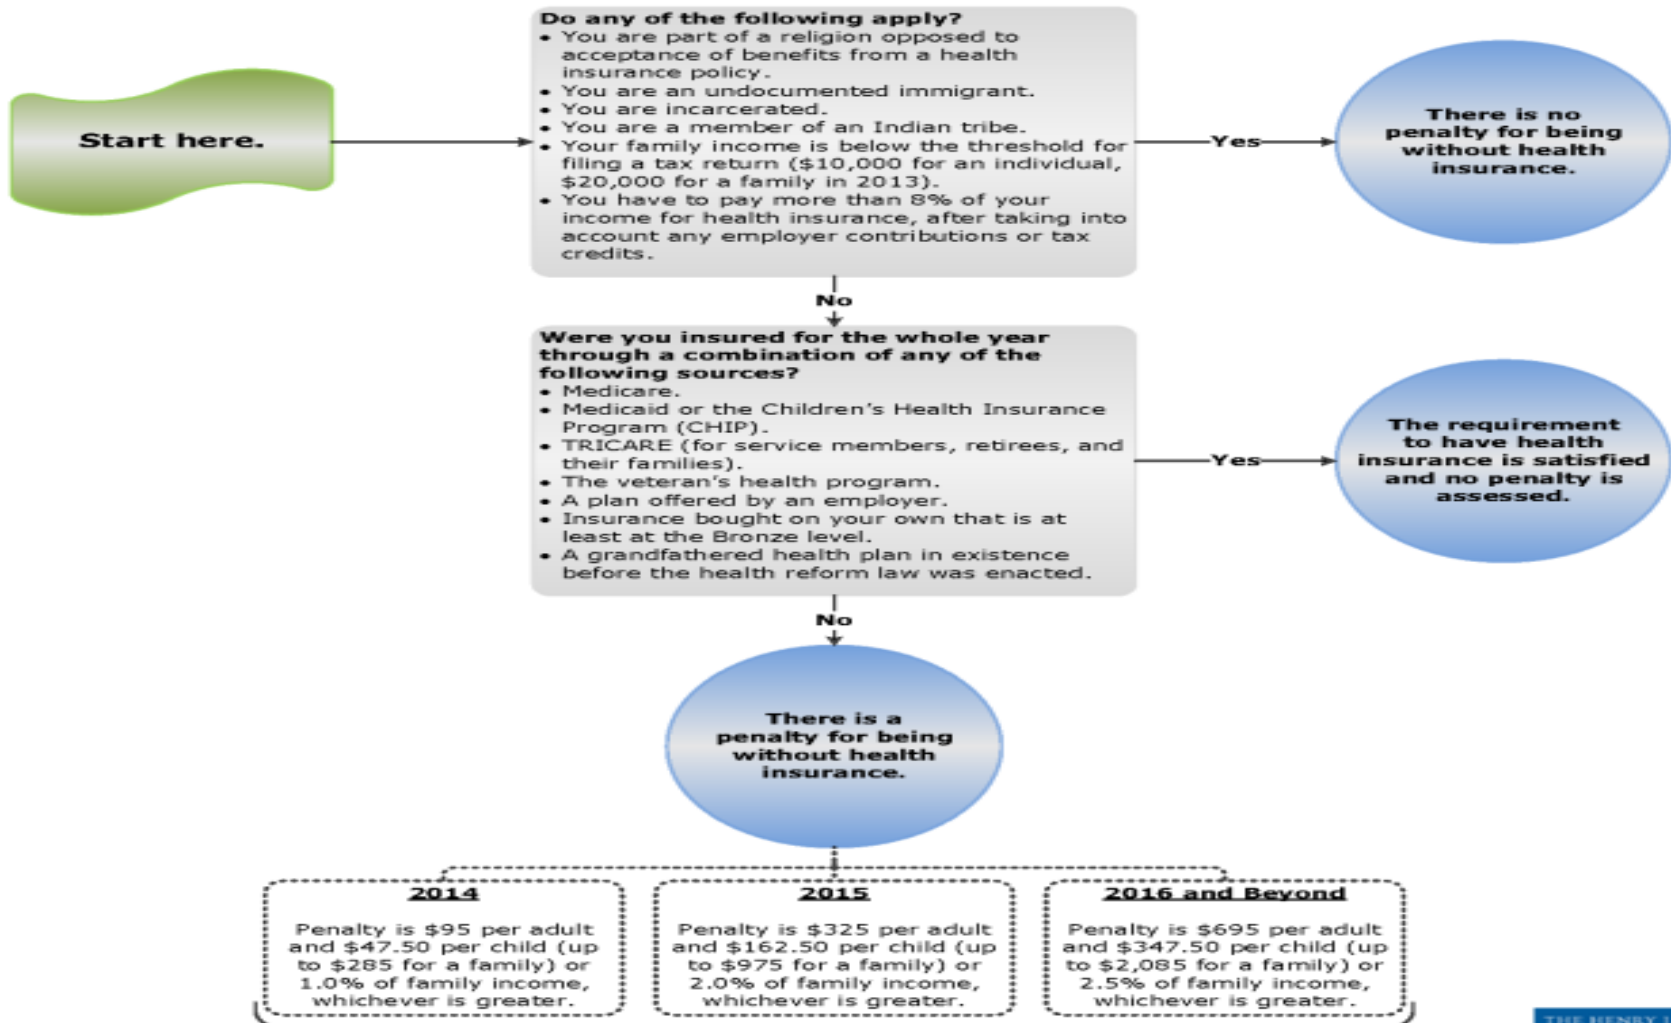 Start here.
Do any of the following apply?
• You are part of a religion opposed to
acceptance of benefits from a health
insurance policy.
• You are an undocumented immigrant.
• You are incarcerated.
• You are a member of an Indian tribe.
• Your family income is below the threshold for
filing a tax return ($10,000 for an individual,
$20,000 for a family in 2013).
• You have to pay more than 8% of your
income for health insurance, after taking into
account any employer contributions or tax
credits.
Yes
There is no
penalty for being
without health
insurance.
No
Were you insured for the whole year
through a combination of any of the
following sources?
• Medicare.
• Medicaid or the Children's Health Insurance
Program (CHIP).
• TRICARE (for service members, retirees, and
their families).
• The veteran's health program.
• A plan offered by an employer.
• Insurance bought on your own that is at
least at the Bronze level.
• A grandfathered health plan in existence
before the health reform law was enacted.
Yes
The requirement
to have health
insurance is satisfied
and no penalty is
assessed.
No
There is a
penalty for being
without health
insurance.
2014
Penalty is $95 per adult
and $47.50 per child (up
to $285 for a family) or
1.0% of family income,
whichever is greater.
2015
Penalty is $325 per adult
and $162.50 per child (up
to $975 for a family) or
2.0% of family income,
whichever is greater.
2016 and Beyond
Penalty is $695 per adult
and $347.50 per child (up
to $2,085 for a family) or
2.5% of family income,
whichever is greater.
THE HENRY